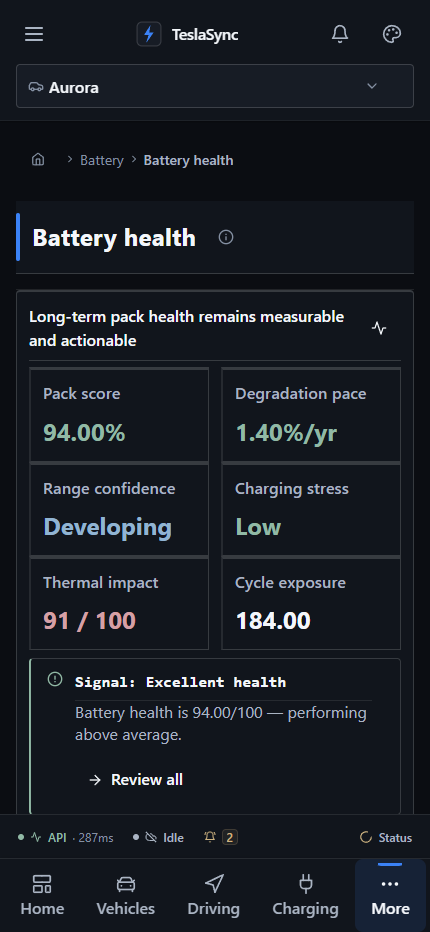 TeslaSync
Aurora
Battery
Battery health
Battery health
Long-term pack health remains measurable
and actionable
Pack score
94.00%
Degradation pace
1.40%/yr
Range confidence
Developing
Charging stress
Low
Thermal impact
91 / 100
Cycle exposure
184.00
Signal: Excellent health
Battery health is 94.00/100 — performing
above average.
Review all
API · 287ms
Idle
2
Status
Home
Vehicles
Driving
Charging
More